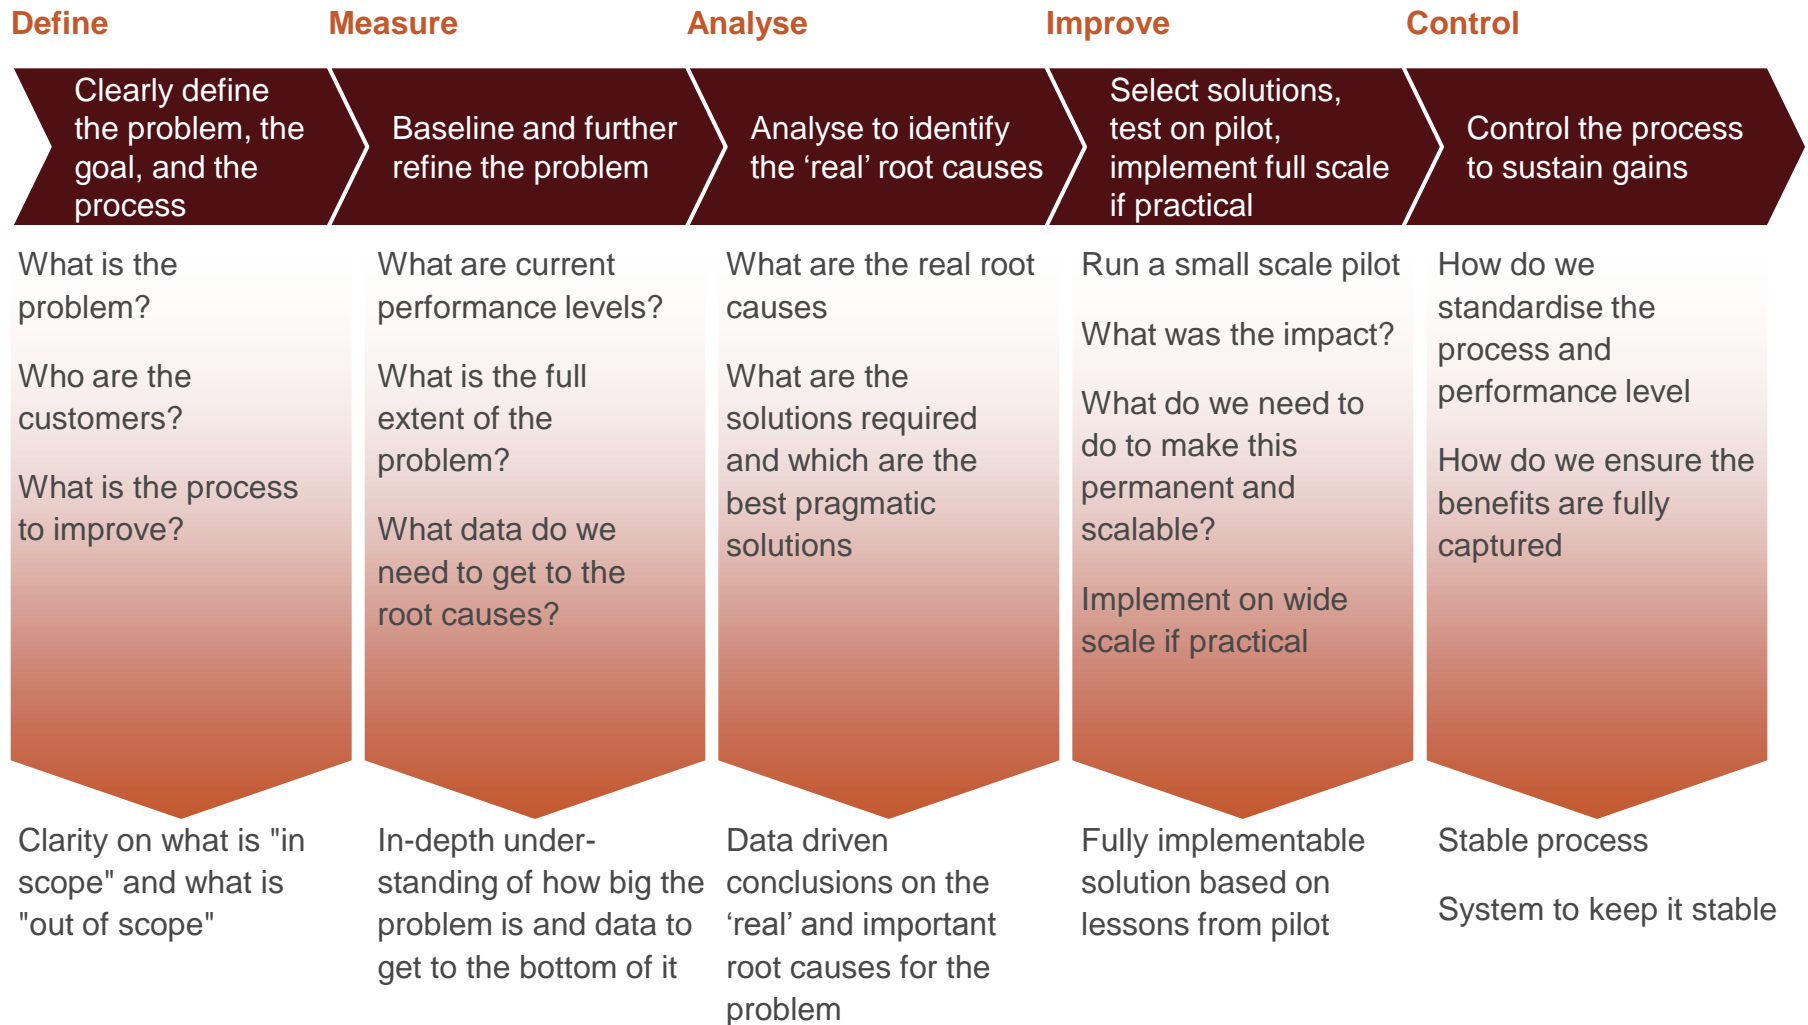 Define
Measure
Analyse
Improve
Control
Clearly define
the problem, the
goal, and the
process
Baseline and further
refine the problem
Analyse to identify
the ‘real’ root causes
Select solutions,
test on pilot,
implement full scale
if practical
Control the process
to sustain gains
What is the
problem?
Who are the
customers?
What is the process
to improve?
What are current
performance levels?
What is the full
extent of the
problem?
What data do we
need to get to the
root causes?
What are the real root
causes
What are the
solutions required
and which are the
best pragmatic
solutions
Run a small scale pilot
What was the impact?
What do we need to
do to make this
permanent and
scalable?
Implement on wide
scale if practical
How do we
standardise the
process and
performance level
How do we ensure the
benefits are fully
captured
Clarity on what is "in
scope" and what is
"out of scope"
In-depth under-
standing of how big the
problem is and data to
get to the bottom of it
Data driven
conclusions on the
‘real’ and important
root causes for the
problem
Fully implementable
solution based on
lessons from pilot
Stable process
System to keep it stable